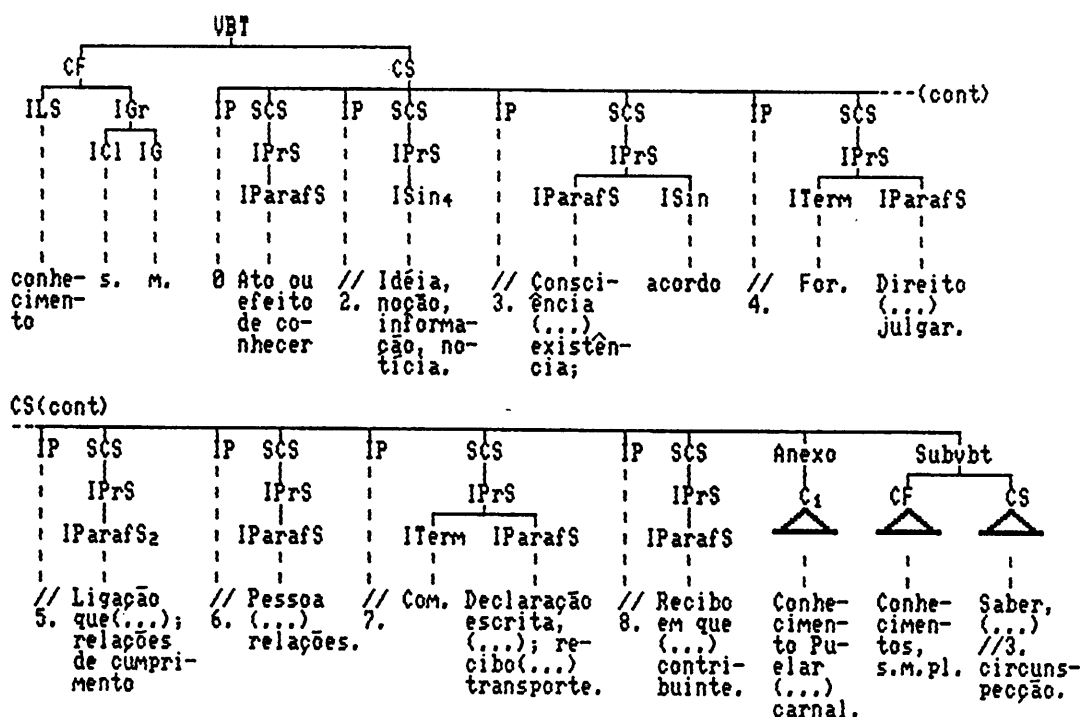 VBT
CF CS
ILS IGr IP SCS IP SCS IP SCS IP SCS ---(cont)
ICl IG IPrS IPrS IPrS IPrS
IParafS ISin4 IParafS ISin ITerm IParafS
conhe- s. m. 0 Ato ou // Idéia, // Consci- acordo // For. Direito
cimen- efeito 2. noção, 3. ência 4. (...)
to de co- informa- (...) julgar.
nhecer ção, no- existên-
tícia. cia;
CS(cont)
IP SCS IP SCS IP SCS IP SCS Anexo Subvbt
IPrS IPrS IPrS IPrS C1 CF CS
IParafS2 IParafS ITerm IParafS IParafS
// Ligação // Pessoa // Com. Declaração // Recibo Conhe- Conhe- Saber,
5. que(...); 6. (...) 7. escrita, 8. em que cimen- cimen- (...)
relações relações. (...); re- (...) to Pu- tos, //3.
de cumpri- cibo(...) contri- elar s.m.pl. circuns-
mento transporte. buinte. (...) pecção.
carnal.